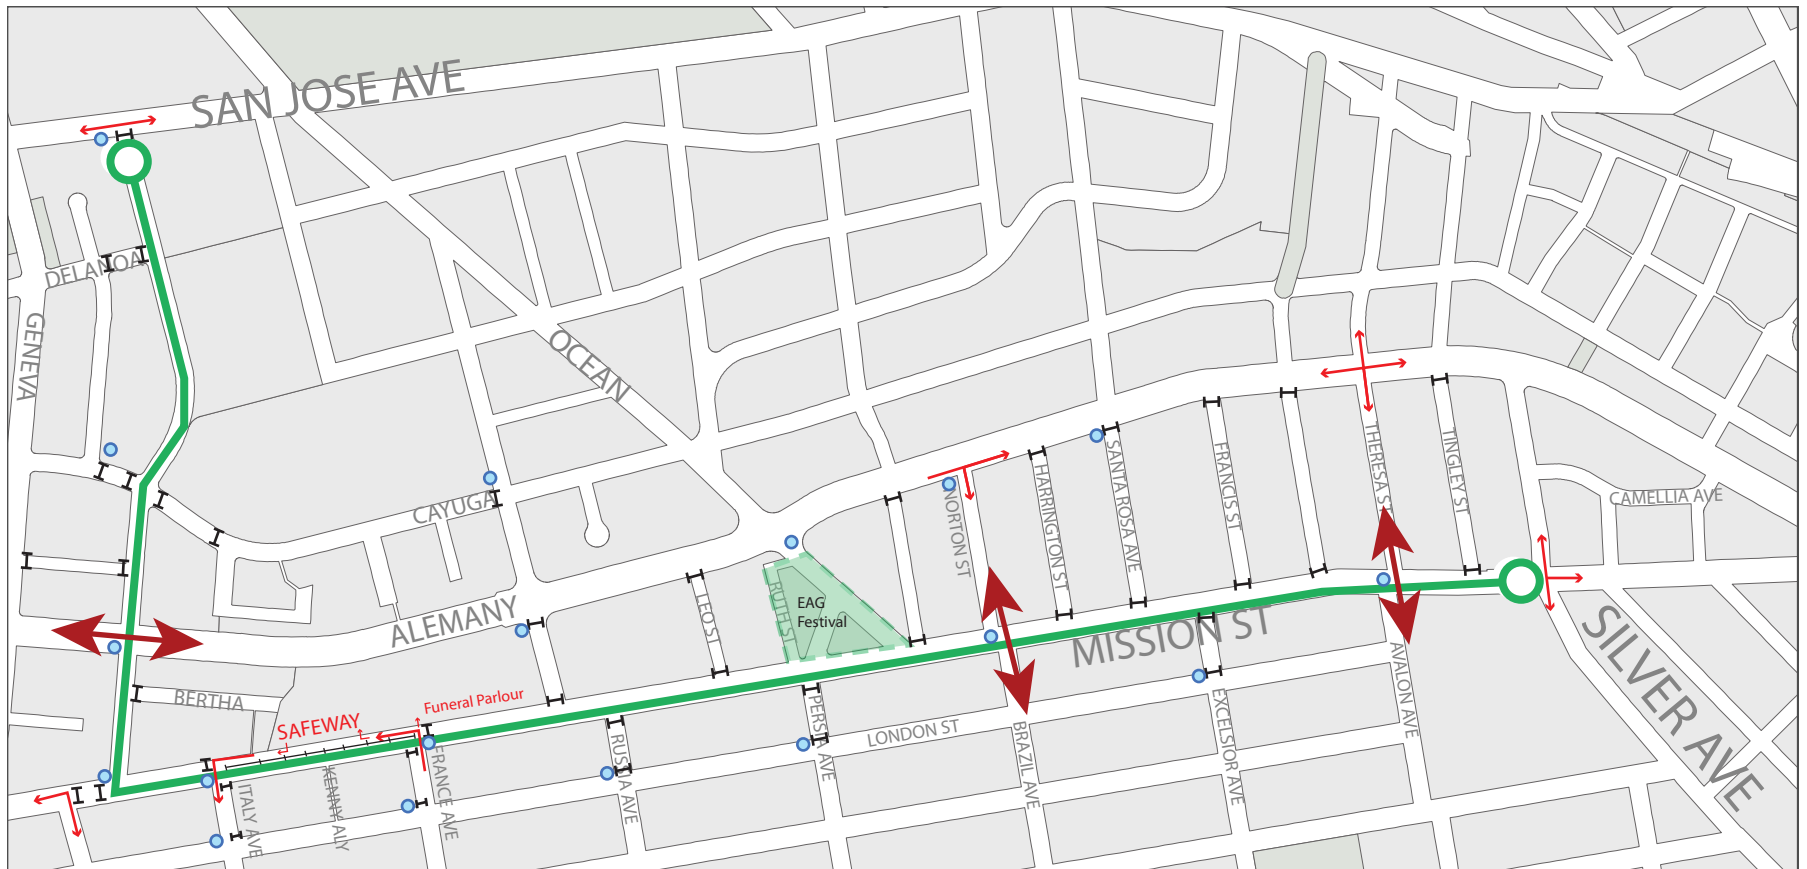 SAN JOSE AVE
DELANOA
GENEVA
OCEAN
CAYUGA
ALEMANY
BERTHA
SAFEWAY
Funeral Parlour
LEO ST
RUTH ST
EAG
Festival
NORTON ST
HARRINGTON ST
SANTA ROSA AVE
FRANCIS ST
THERESA ST
TINGLEY ST
CAMELLIA AVE
MISSION ST
SILVER AVE
LONDON ST
ITALY AVE
KENNY ALY
FRANCE AVE
RUSSIA AVE
PERSIA AVE
BRAZIL AVE
EXCELSIOR AVE
AVALON AVE